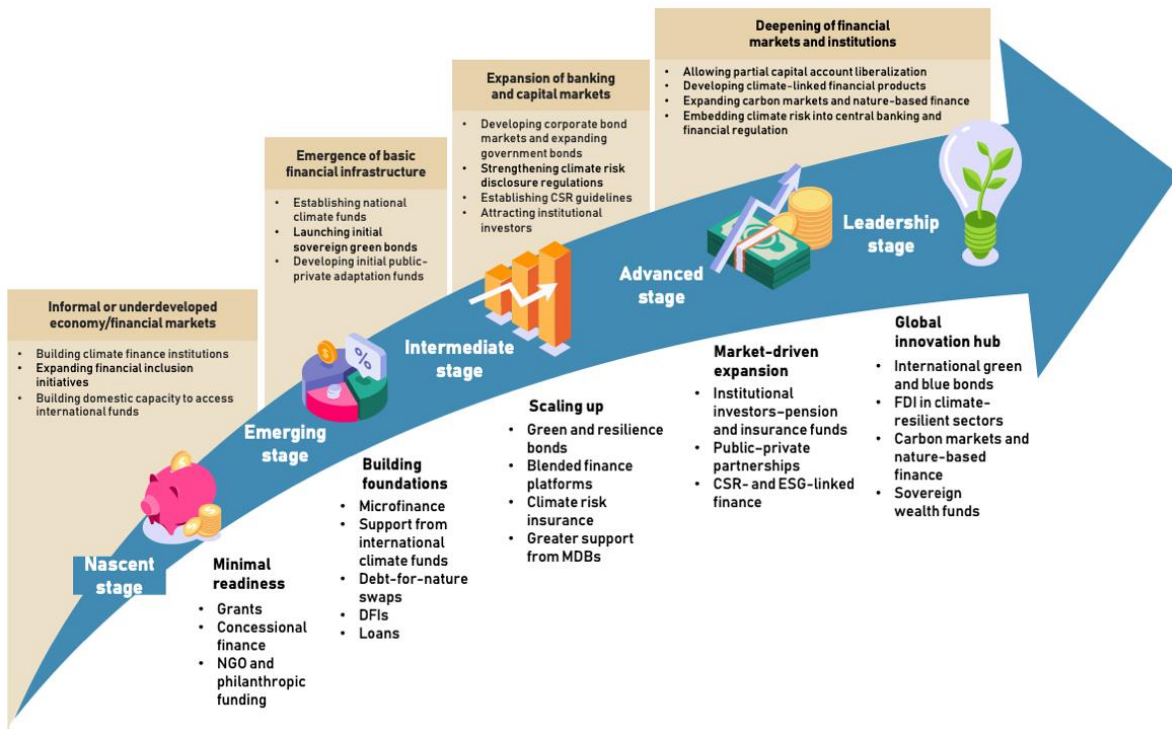 Informal or underdeveloped
economy/financial markets
• Building climate finance institutions
• Expanding financial inclusion
initiatives
• Building domestic capacity to access
international funds
Emergence of basic
financial infrastructure
• Establishing national
climate funds
• Launching initial
sovereign green bonds
• Developing initial public-
private adaptation funds
Expansion of banking
and capital markets
• Developing corporate bond
markets and expanding
government bonds
• Strengthening climate risk
disclosure regulations
• Establishing CSR guidelines
• Attracting institutional
investors
Deepening of financial
markets and institutions
• Allowing partial capital account liberalization
• Developing climate-linked financial products
• Expanding carbon markets and nature-based finance
• Embedding climate risk into central banking and
financial regulation
Nascent
stage
Emerging
stage
%
$
Intermediate
stage
Advanced
stage
Leadership
stage
Minimal
readiness
• Grants
• Concessional
finance
• NGO and
philanthropic
funding
Building
foundations
• Microfinance
• Support from
international
climate funds
• Debt-for-nature
swaps
• DFIs
• Loans
Scaling up
• Green and resilience
bonds
• Blended finance
platforms
• Climate risk
insurance
• Greater support
from MDBs
Market-driven
expansion
• Institutional
investors–pension
and insurance funds
• Public–private
partnerships
• CSR- and ESG-linked
finance
Global
innovation hub
• International green
and blue bonds
• FDI in climate-
resilient sectors
• Carbon markets and
nature-based
finance
• Sovereign
wealth funds